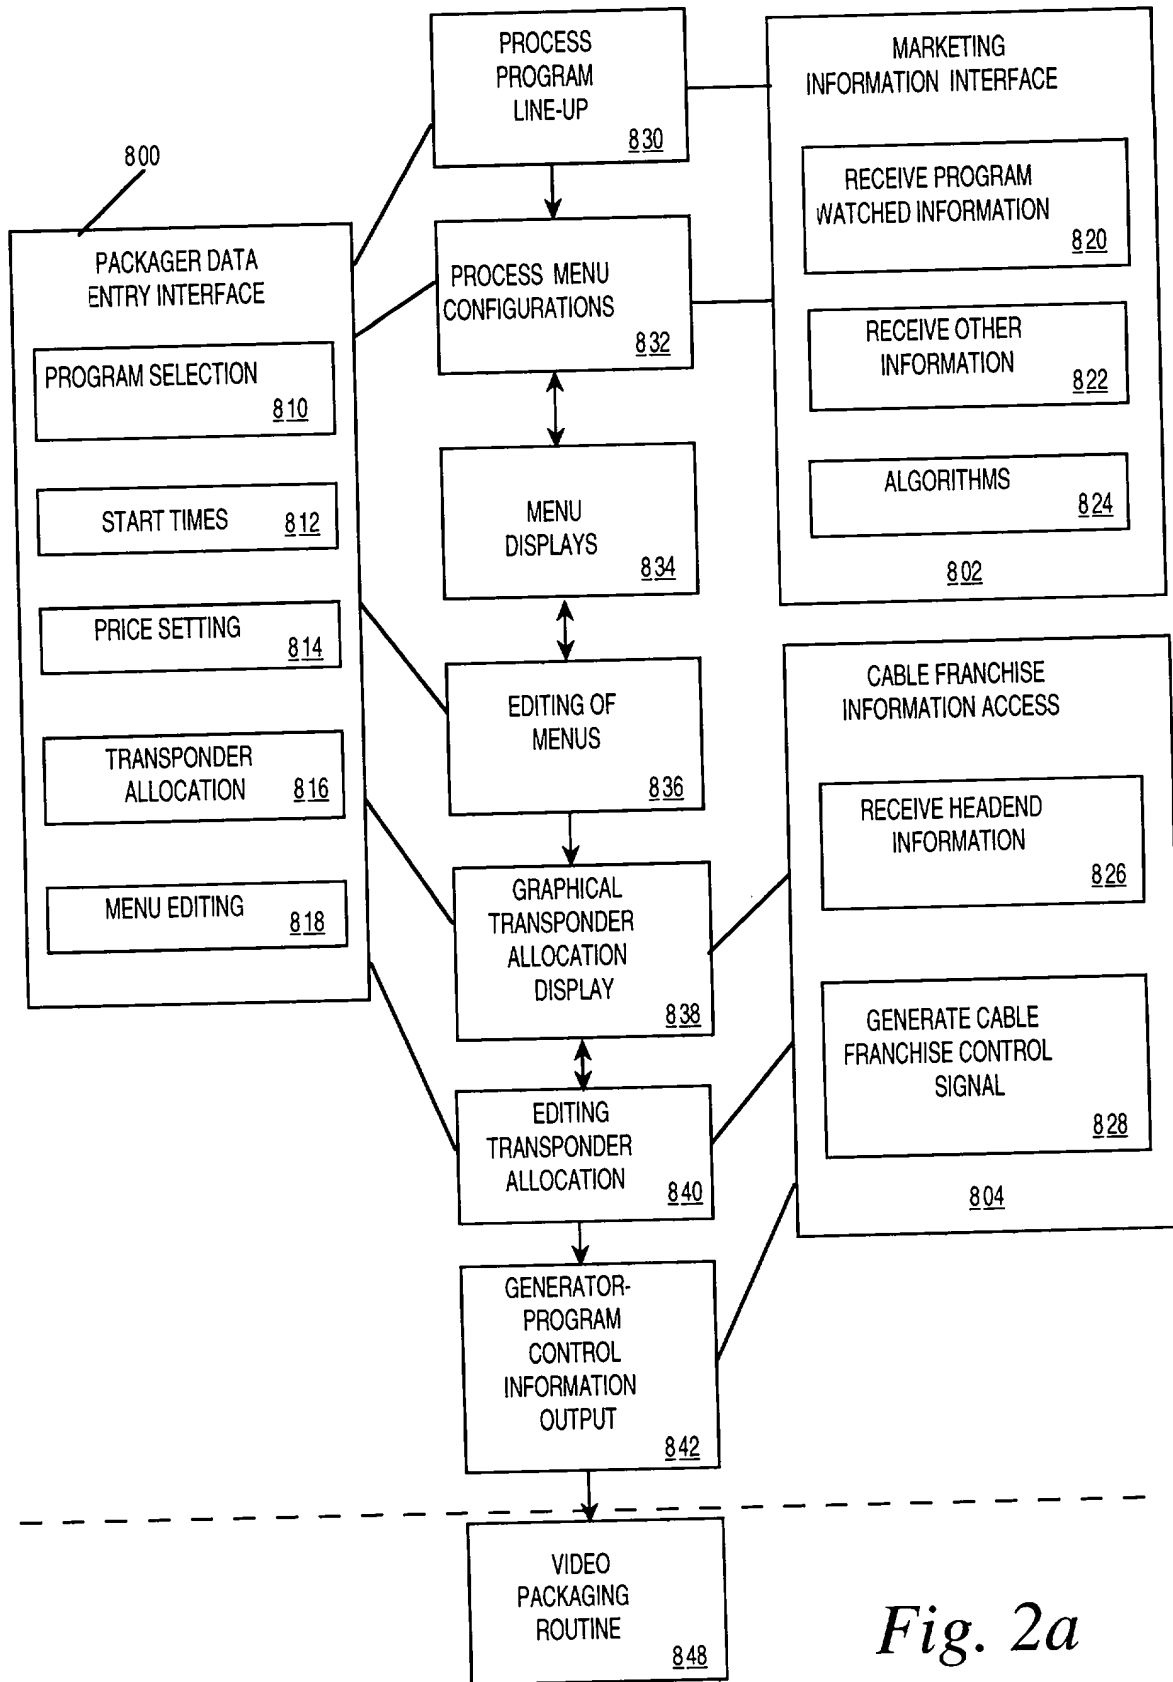 PROCESS
PROGRAM
LINE-UP
830
MARKETING
INFORMATION INTERFACE
RECEIVE PROGRAM
WATCHED INFORMATION
820
RECEIVE OTHER
INFORMATION
822
ALGORITHMS
824
802
800
PACKAGER DATA
ENTRY INTERFACE
PROGRAM SELECTION
810
START TIMES 812
PRICE SETTING
814
TRANSPONDER
ALLOCATION 816
MENU EDITING
818
PROCESS MENU
CONFIGURATIONS
832
MENU
DISPLAYS
834
EDITING OF
MENUS
836
GRAPHICAL
TRANSPONDER
ALLOCATION
DISPLAY
838
EDITING
TRANSPONDER
ALLOCATION
840
GENERATOR-
PROGRAM
CONTROL
INFORMATION
OUTPUT
842
CABLE FRANCHISE
INFORMATION ACCESS
RECEIVE HEADEND
INFORMATION
826
GENERATE CABLE
FRANCHISE CONTROL
SIGNAL
828
804
VIDEO
PACKAGING
ROUTINE
848
Fig. 2a